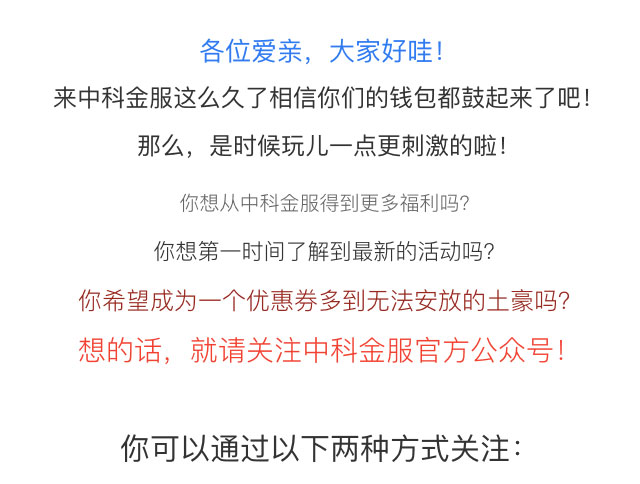 各位爱亲，大家好哇！
来中科金服这么久了相信你们的钱包都鼓起来了吧！
那么，是时候玩儿一点更刺激的啦！
你想从中科金服得到更多福利吗？
你想第一时间了解到最新的活动吗？
你希望成为一个优惠券多到无法安放的土豪吗？
想的话，就请关注中科金服官方公众号！
你可以通过以下两种方式关注：